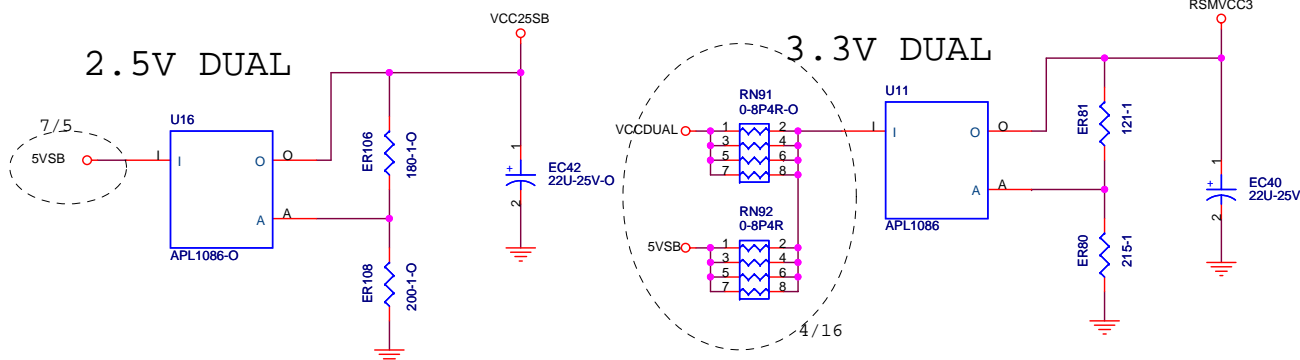 2.5V DUAL
VCC25SB
7/5
5VSB
U16
I
I
O
O
A
A
APL1086-O
ER106
180-1-O
ER108
200-1-O
1
+
2
EC42
22U-25V-O
3.3V DUAL
RSMVCC3
RN91
0-8P4R-O
VCCDUAL
1 2
3 4
5 6
7 8
RN92
0-8P4R
5VSB
1 2
3 4
5 6
7 8
4/16
U11
I
I
O
O
A
A
APL1086
ER81
121-1
ER80
215-1
1
+
2
EC40
22U-25V